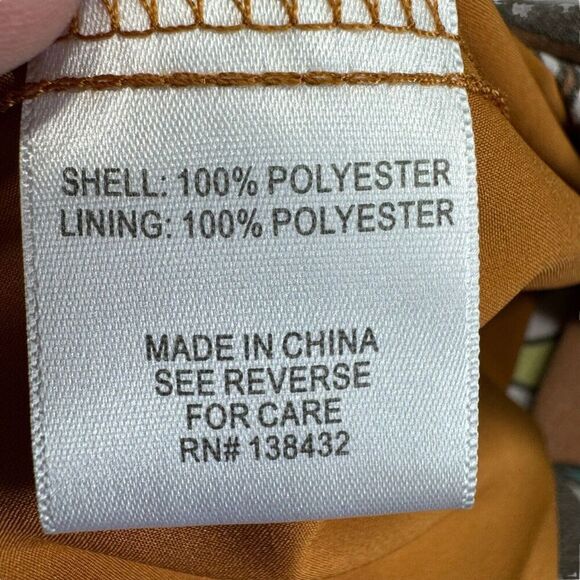 SHELL: 100% POLYESTER
LINING: 100% POLYESTER
MADE IN CHINA
SEE REVERSE
FOR CARE
RN# 138432